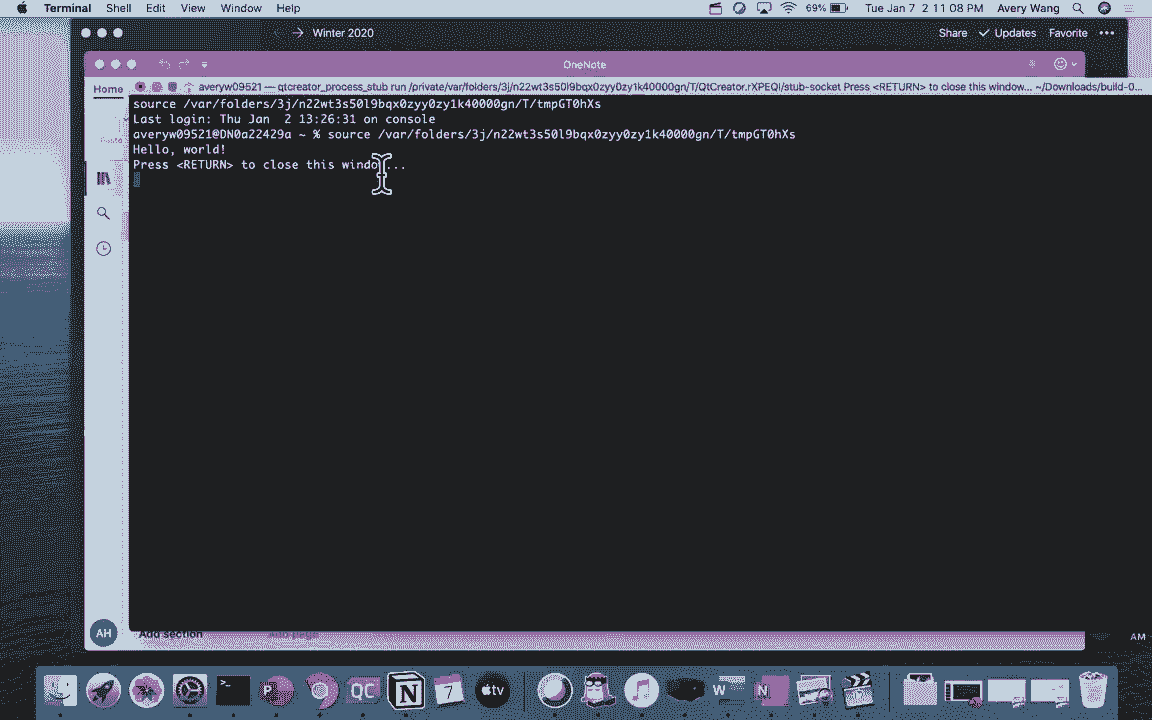 Terminal Shell Edit View Window Help 69% Tue Jan 7 2 11 08 PM Avery Wang
Winter 2020 Share Updates Favorite
OneNote
Home averyw09521 — qtcreator_process_stub run /private/var/folders/3j/n22wt3s50l9bqx0zyy0zy1k40000gn/T/QtCreator.rXPEQl/stub-socket Press <RETURN> to close this window... ~/Downloads/build-0...
source /var/folders/3j/n22wt3s50l9bqx0zyy0zy1k40000gn/T/tmpGT0hXs
Last login: Thu Jan 2 13:26:31 on console
averyw09521@DN0a22429a ~ % source /var/folders/3j/n22wt3s50l9bqx0zyy0zy1k40000gn/T/tmpGT0hXs
Hello, world!
Press <RETURN> to close this window...
AH Add section Add page
AM
QC N 7 tv W N